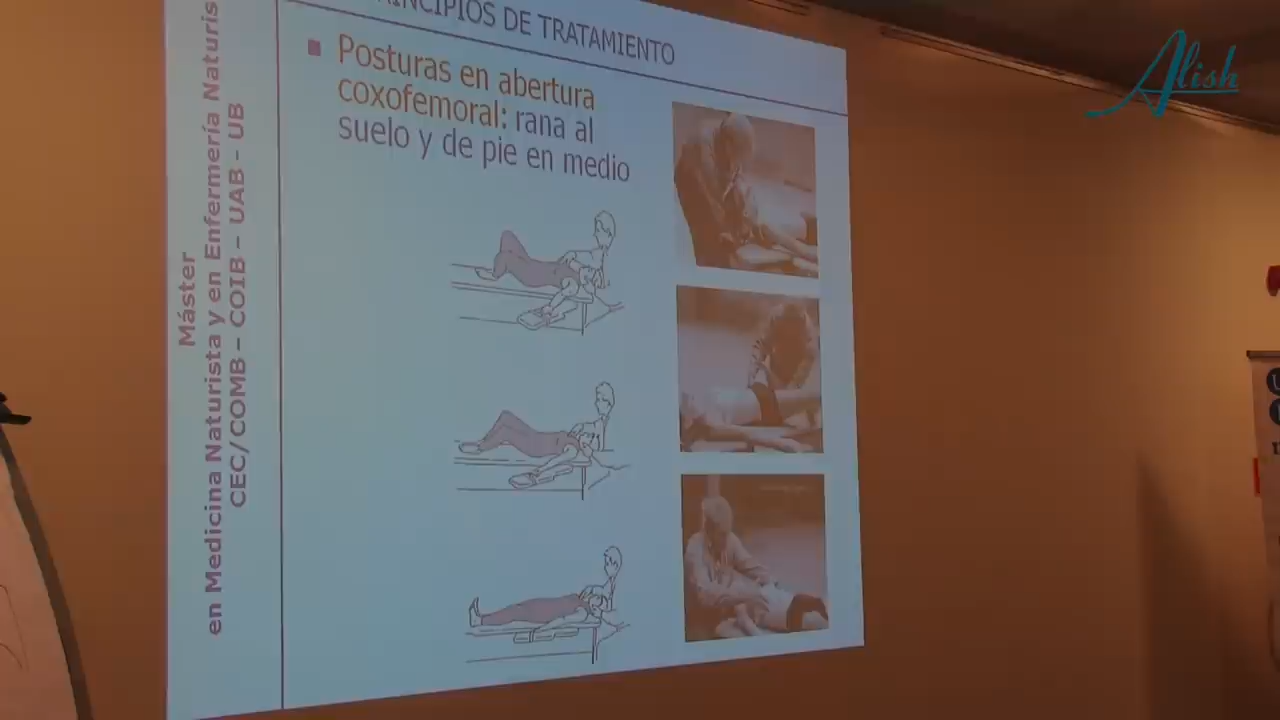 PRINCIPIOS DE TRATAMIENTO
Posturas en abertura
coxofemoral: rana al
suelo y de pie en medio
Máster
en Medicina Naturista y en Enfermería Naturis
CEC/COMB – COIB – UAB - UB
Alish